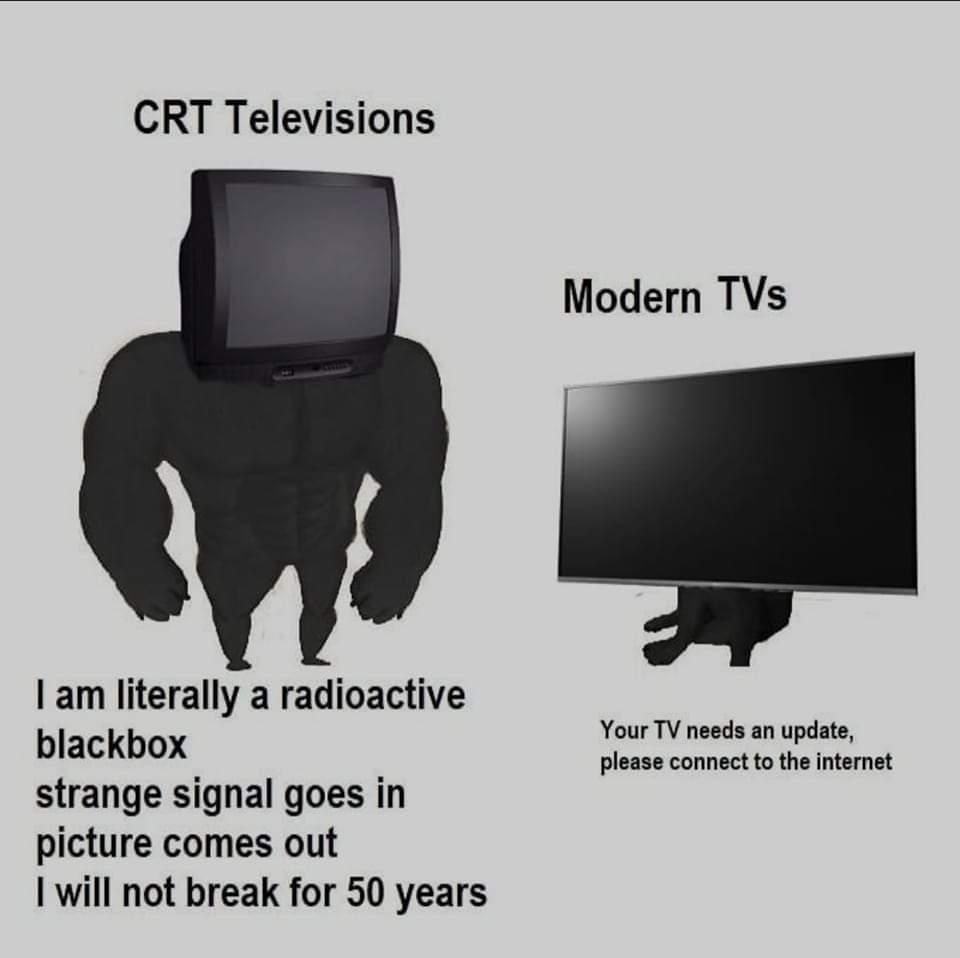 CRT Televisions
Modern TVs
I am literally a radioactive
blackbox
strange signal goes in
picture comes out
I will not break for 50 years
Your TV needs an update,
please connect to the internet